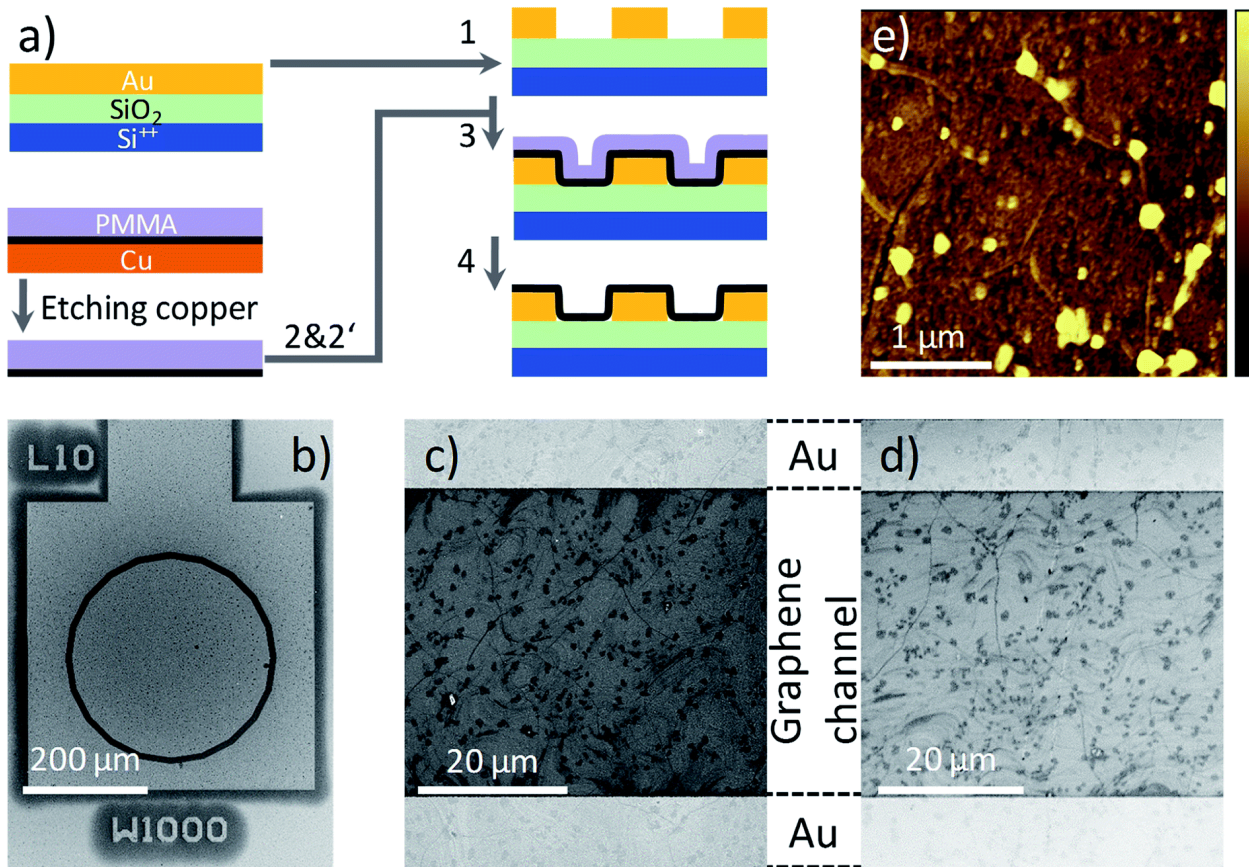 a)
Au
SiO₂
Si⁺⁺
PMMA
Cu
Etching copper
2&2‘
1
3
4
e)
1 µm
L10
b)
200 µm
W1000
c)
20 µm
Au
Graphene
channel
Au
d)
20 µm